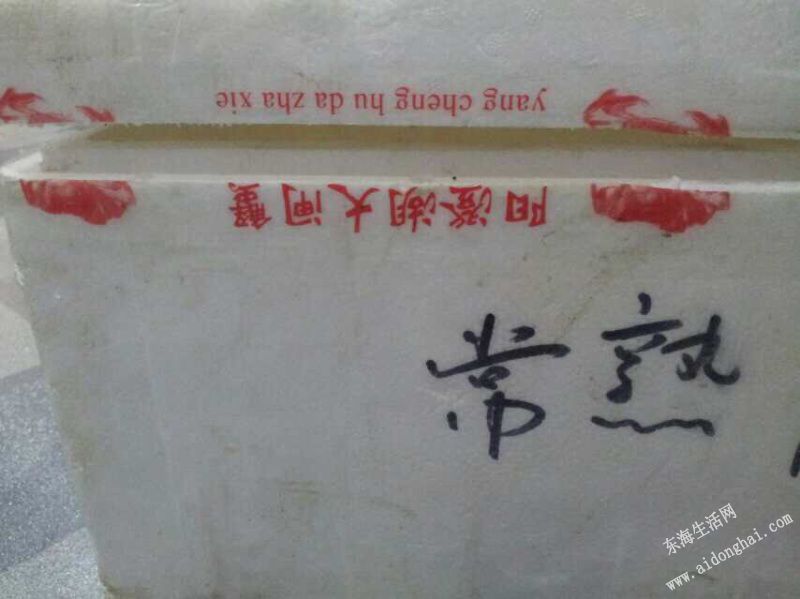 yang cheng hu da zha xie
阳澄湖大闸蟹
常熟
东海生活网
www.aidonghai.com